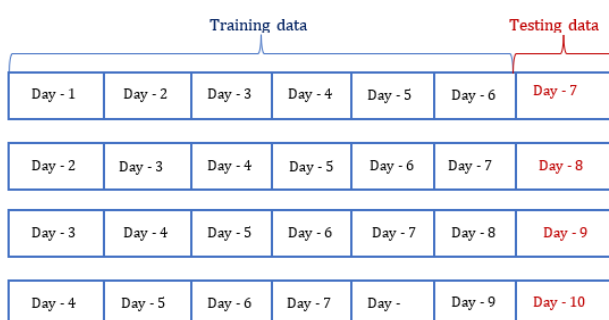 Training data Testing data
Day - 1 Day - 2 Day - 3 Day - 4 Day - 5 Day - 6 Day - 7
Day - 2 Day - 3 Day - 4 Day - 5 Day - 6 Day - 7 Day - 8
Day - 3 Day - 4 Day - 5 Day - 6 Day - 7 Day - 8 Day - 9
Day - 4 Day - 5 Day - 6 Day - 7 Day - Day - 9 Day - 10